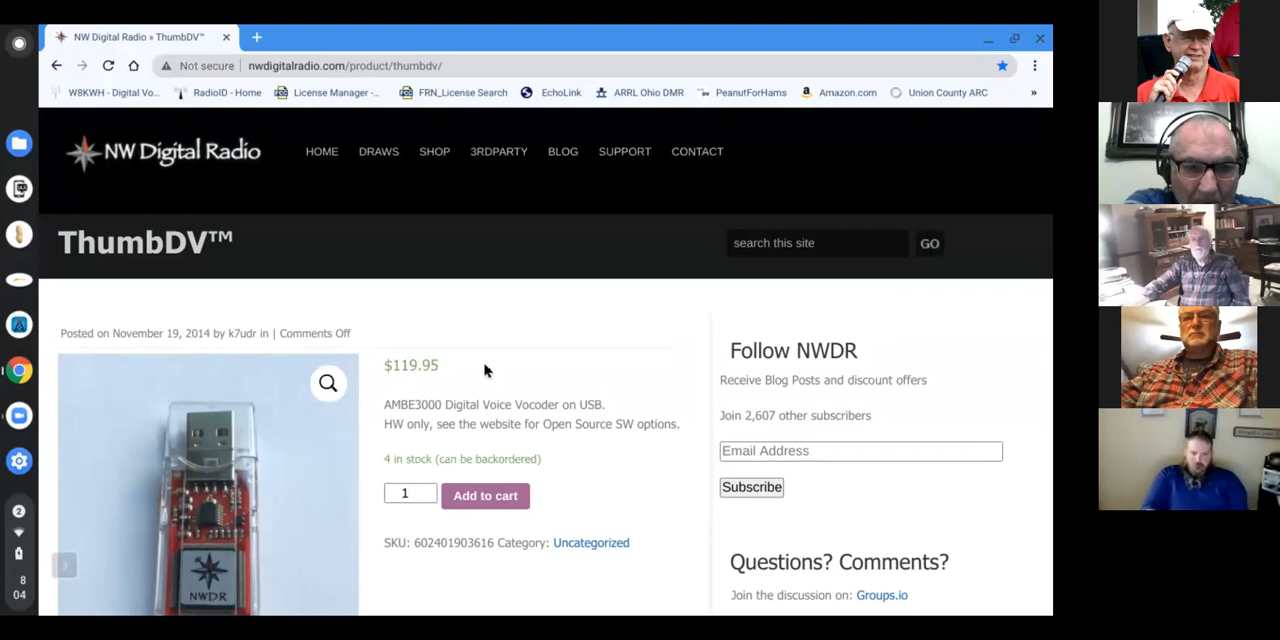 NW Digital Radio » ThumbDV™
Not secure | nwdigitalradio.com/product/thumbdv/
W8KWH - Digital Vo... RadioID - Home License Manager -... FRN_License Search EchoLink ARRL Ohio DMR PeanutForHams Amazon.com Union County ARC »
NW Digital Radio HOME DRAWS SHOP 3RDPARTY BLOG SUPPORT CONTACT
ThumbDV™ search this site GO
Posted on November 19, 2014 by k7udr in | Comments Off
$119.95
AMBE3000 Digital Voice Vocoder on USB.
HW only, see the website for Open Source SW options.
4 in stock (can be backordered)
1 Add to cart
SKU: 602401903616 Category: Uncategorized
NWDR
Follow NWDR
Receive Blog Posts and discount offers
Join 2,607 other subscribers
Email Address
Subscribe
Questions? Comments?
Join the discussion on: Groups.io
2
8
04